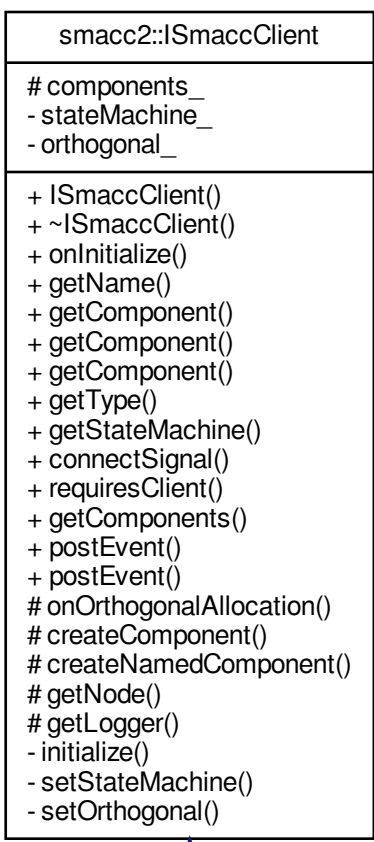 smacc2::ISmaccClient
# components_
- stateMachine_
- orthogonal_
+ ISmaccClient()
+ ~ISmaccClient()
+ onInitialize()
+ getName()
+ getComponent()
+ getComponent()
+ getComponent()
+ getType()
+ getStateMachine()
+ connectSignal()
+ requiresClient()
+ getComponents()
+ postEvent()
+ postEvent()
# onOrthogonalAllocation()
# createComponent()
# createNamedComponent()
# getNode()
# getLogger()
- initialize()
- setStateMachine()
- setOrthogonal()